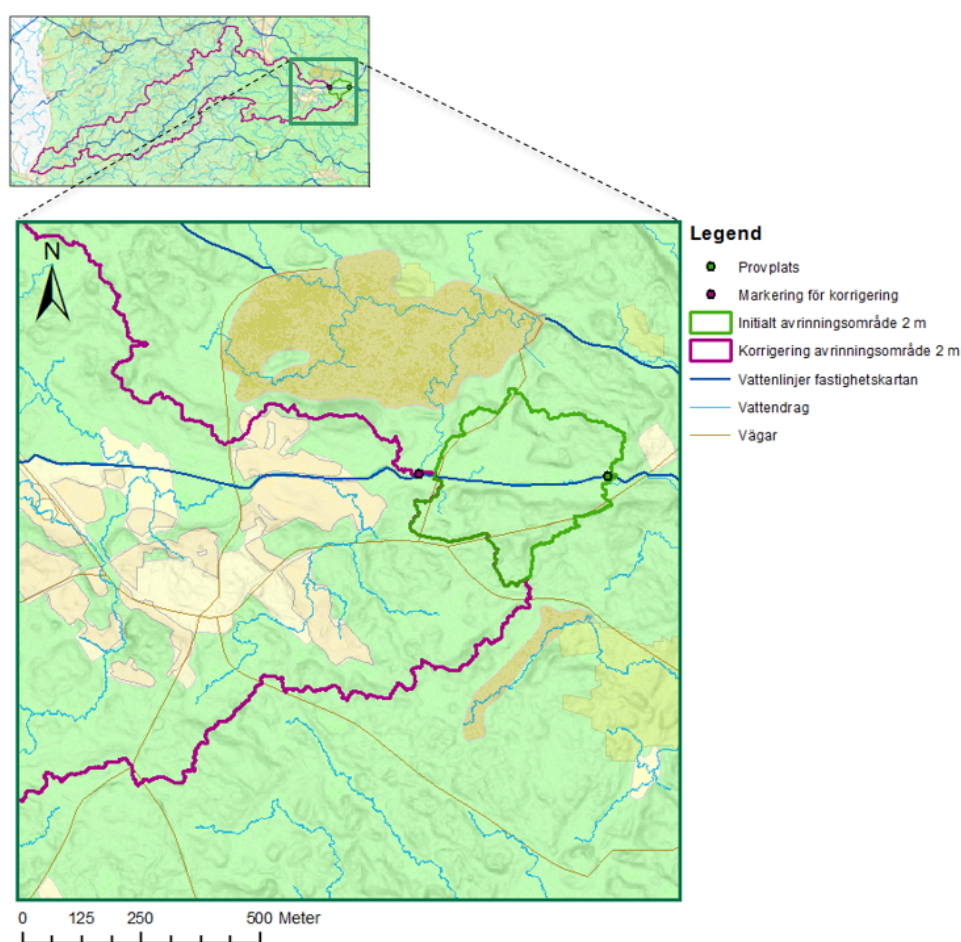 N
Legend
Provplats
Markering för korrigering
Initialt avrinningsområde 2 m
Korrigering avrinningsområde 2 m
Vattenlinjer fastighetskartan
Vattendrag
Vägar
0 125 250 500 Meter